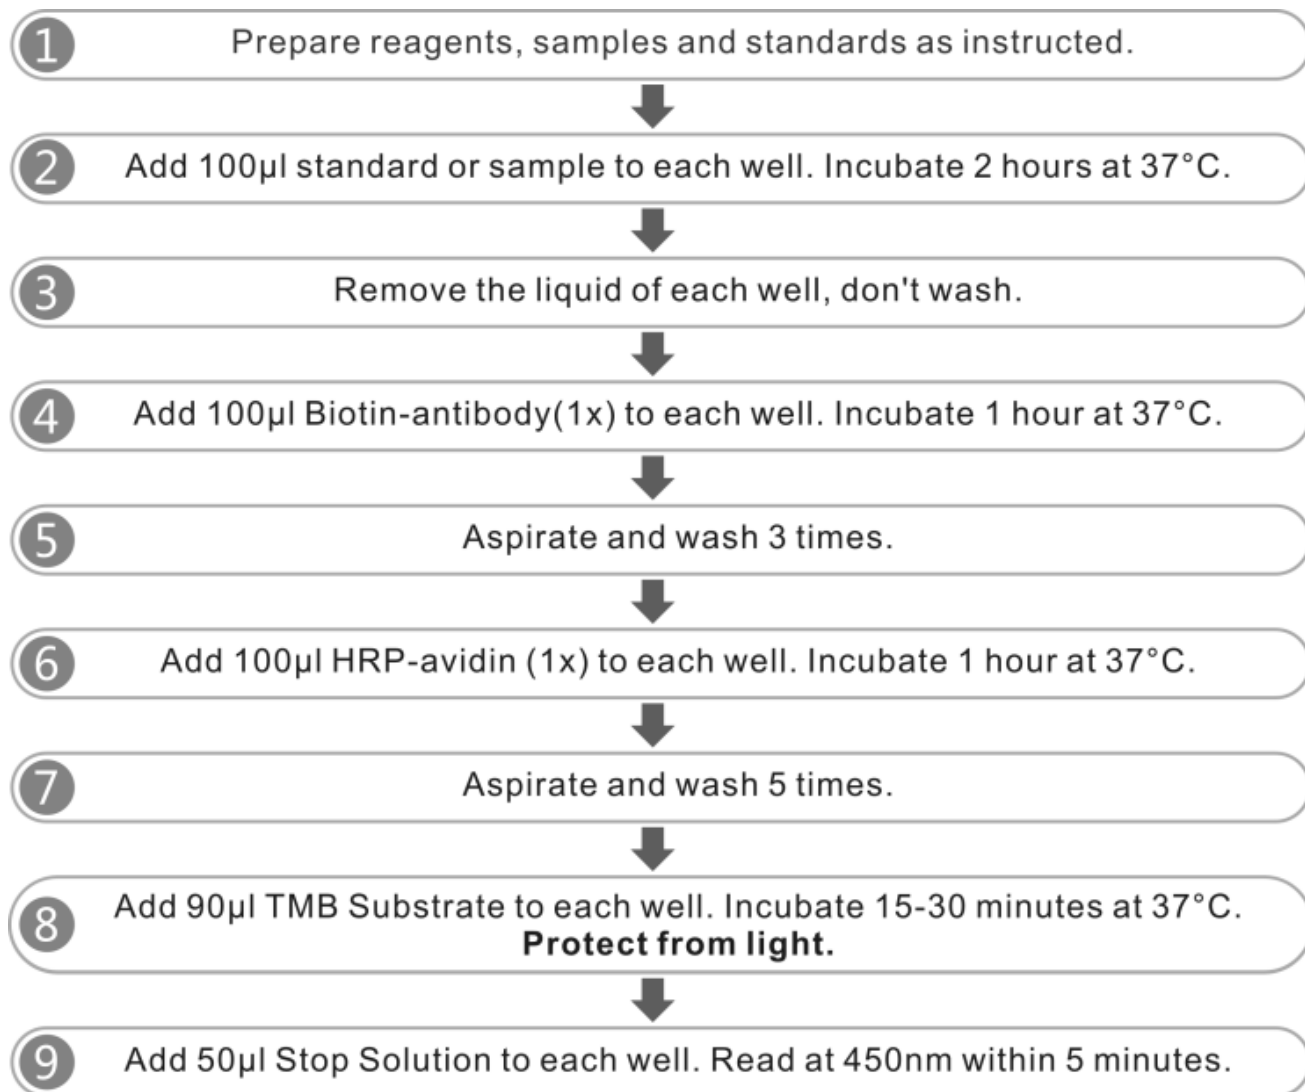 1
Prepare reagents, samples and standards as instructed.
2
Add 100µl standard or sample to each well. Incubate 2 hours at 37°C.
3
Remove the liquid of each well, don't wash.
4
Add 100µl Biotin-antibody(1x) to each well. Incubate 1 hour at 37°C.
5
Aspirate and wash 3 times.
6
Add 100µl HRP-avidin (1x) to each well. Incubate 1 hour at 37°C.
7
Aspirate and wash 5 times.
8
Add 90µl TMB Substrate to each well. Incubate 15-30 minutes at 37°C.
Protect from light.
9
Add 50µl Stop Solution to each well. Read at 450nm within 5 minutes.